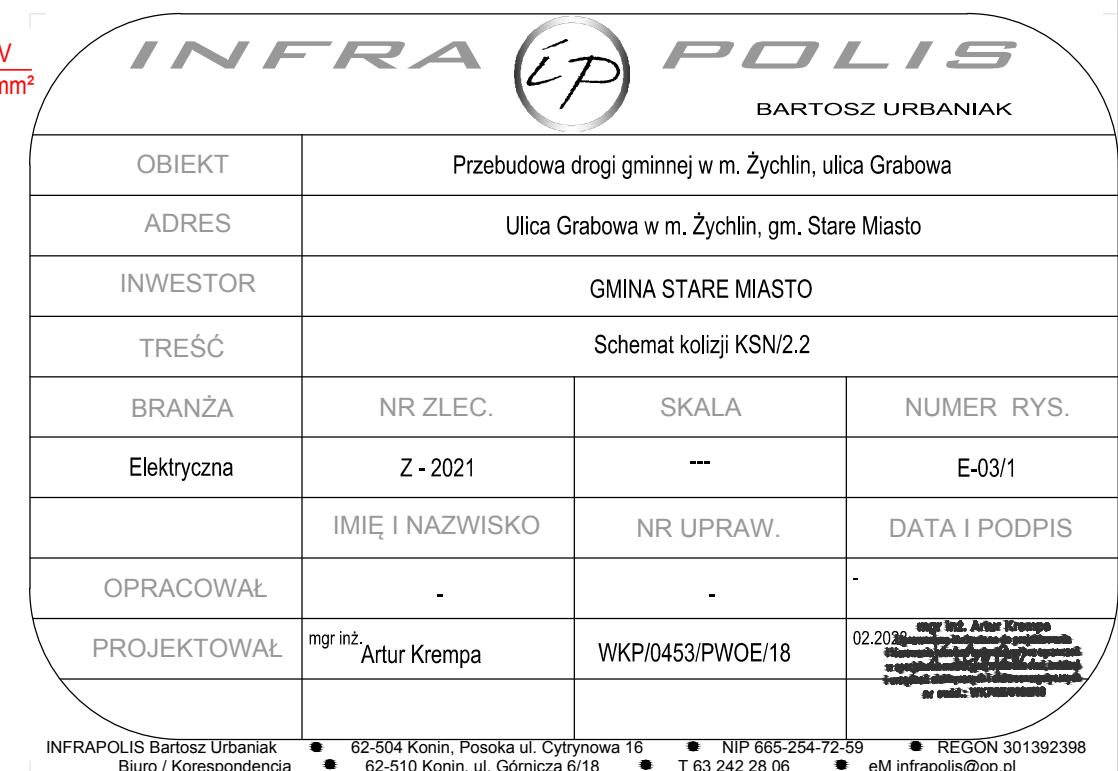 V
mm²
INFRA ip POLIS
BARTOSZ URBANIAK
OBIEKT Przebudowa drogi gminnej w m. Żychlin, ulica Grabowa
ADRES Ulica Grabowa w m. Żychlin, gm. Stare Miasto
INWESTOR GMINA STARE MIASTO
TREŚĆ Schemat kolizji KSN/2.2
BRANŻA NR ZLEC. SKALA NUMER RYS.
Elektryczna Z - 2021 --- E-03/1
IMIĘ I NAZWISKO NR UPRAW. DATA I PODPIS
OPRACOWAŁ - - -
PROJEKTOWAŁ mgr inż. Artur Krempa WKP/0453/PWOE/18
mgr inż. Artur Krempa
INFRAPOLIS Bartosz Urbaniak 62-504 Konin, Posoka ul. Cytrynowa 16 NIP 665-254-72-59 REGON 301392398
Biuro / Korespondencja 62-510 Konin, ul. Górnicza 6/18 T 63 242 28 06 eM infrapolis@op.pl